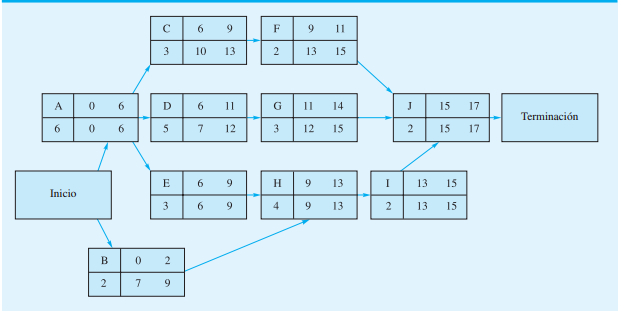 C 6 9
3 10 13
F 9 11
2 13 15
A 0 6
6 0 6
D 6 11
5 7 12
G 11 14
3 12 15
J 15 17
2 15 17
Terminación
Inicio
E 6 9
3 6 9
H 9 13
4 9 13
I 13 15
2 13 15
B 0 2
2 7 9